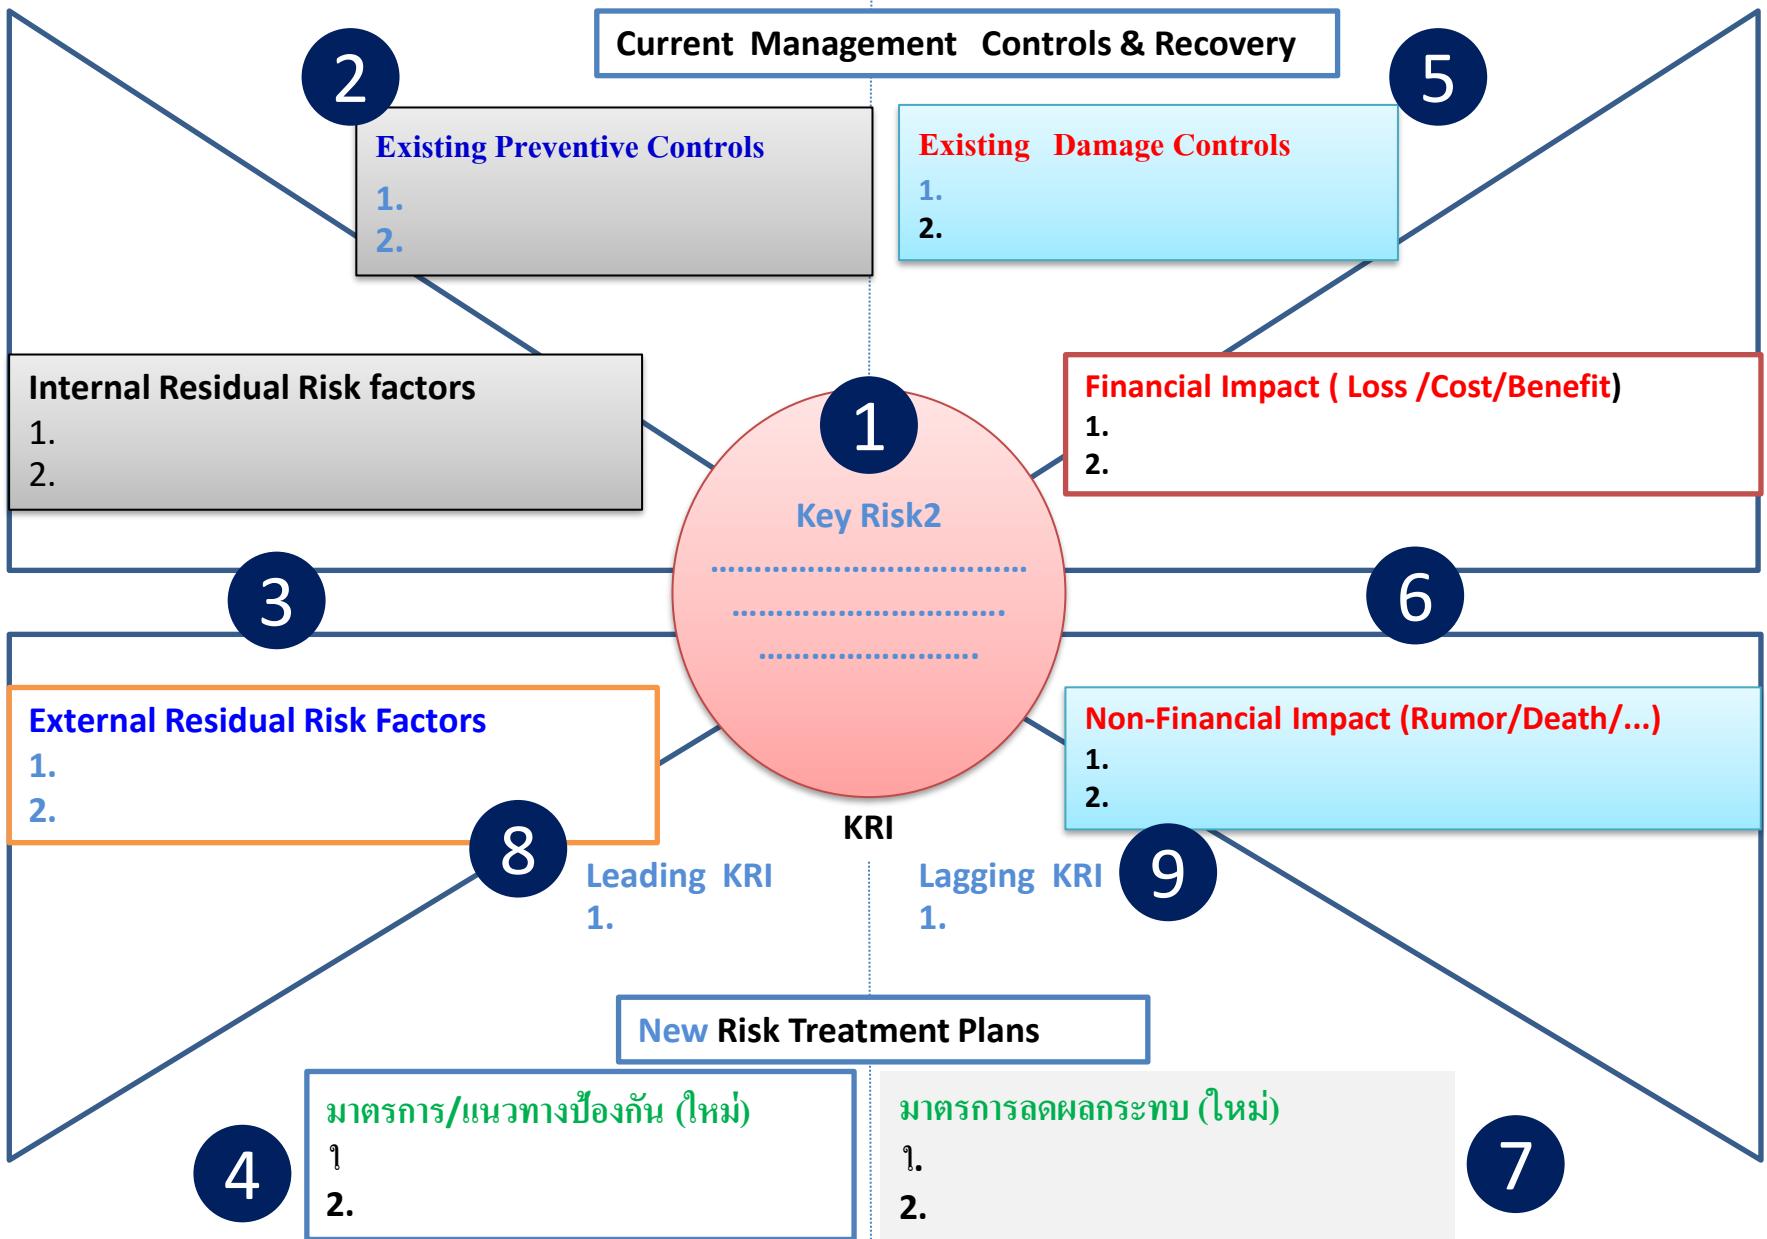 Current Management Controls & Recovery
2
5
Existing Preventive Controls
1.
2.
Existing Damage Controls
1.
2.
Internal Residual Risk factors
1.
2.
1
Key Risk2
.......................................
..................................
...........................
Financial Impact ( Loss /Cost/Benefit)
1.
2.
3
6
External Residual Risk Factors
1.
2.
Non-Financial Impact (Rumor/Death/...)
1.
2.
8
KRI
9
Leading KRI
1.
Lagging KRI
1.
New Risk Treatment Plans
4
มาตรการ/แนวทางป้องกัน (ใหม่)
ใ
2.
มาตรการลดผลกระทบ (ใหม่)
ใ.
2.
7